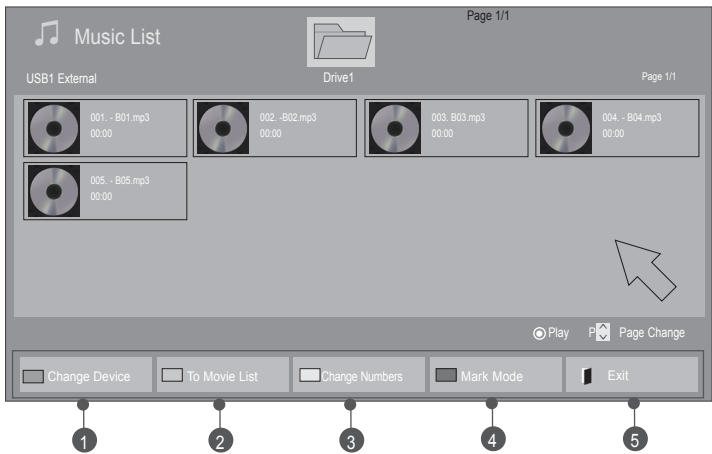 Page 1/1
Music List
USB1 External
Drive1
Page 1/1
001. - B01.mp3
00:00
002. -B02.mp3
00:00
003. B03.mp3
00:00
004. - B04.mp3
00:00
005. - B05.mp3
00:00
Play
P
Page Change
Change Device
To Movie List
Change Numbers
Mark Mode
Exit
1
2
3
4
5